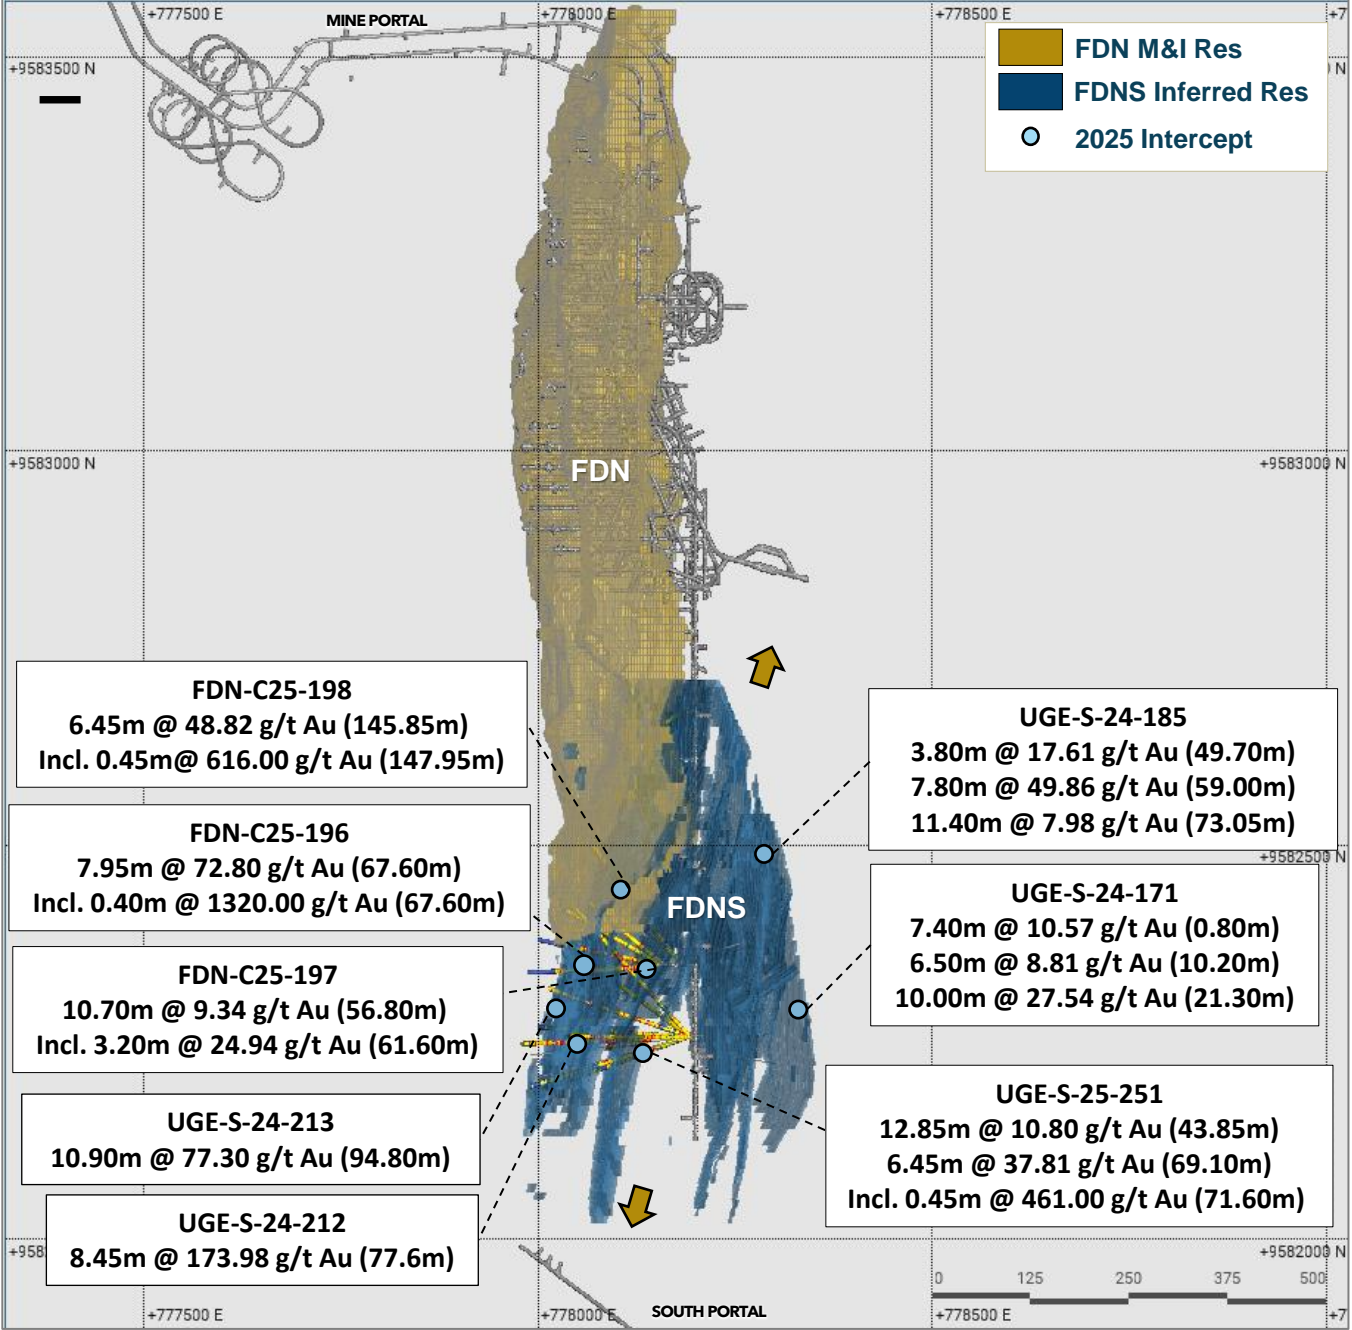 +777500 E
MINE PORTAL
+778000 E
+778500 E
+7
+9583500 N
N
FDN M&I Res
FDNS Inferred Res
2025 Intercept
+9583000 N
FDN
+9583000 N
FDN-C25-198
6.45m @ 48.82 g/t Au (145.85m)
Incl. 0.45m@ 616.00 g/t Au (147.95m)
UGE-S-24-185
3.80m @ 17.61 g/t Au (49.70m)
7.80m @ 49.86 g/t Au (59.00m)
11.40m @ 7.98 g/t Au (73.05m)
FDN-C25-196
7.95m @ 72.80 g/t Au (67.60m)
Incl. 0.40m @ 1320.00 g/t Au (67.60m)
+9582500 N
FDNS
UGE-S-24-171
7.40m @ 10.57 g/t Au (0.80m)
6.50m @ 8.81 g/t Au (10.20m)
10.00m @ 27.54 g/t Au (21.30m)
FDN-C25-197
10.70m @ 9.34 g/t Au (56.80m)
Incl. 3.20m @ 24.94 g/t Au (61.60m)
UGE-S-25-251
12.85m @ 10.80 g/t Au (43.85m)
6.45m @ 37.81 g/t Au (69.10m)
Incl. 0.45m @ 461.00 g/t Au (71.60m)
UGE-S-24-213
10.90m @ 77.30 g/t Au (94.80m)
UGE-S-24-212
8.45m @ 173.98 g/t Au (77.6m)
+958
+9582000 N
0 125 250 375 500
+777500 E
+778000 E
SOUTH PORTAL
+778500 E
+7